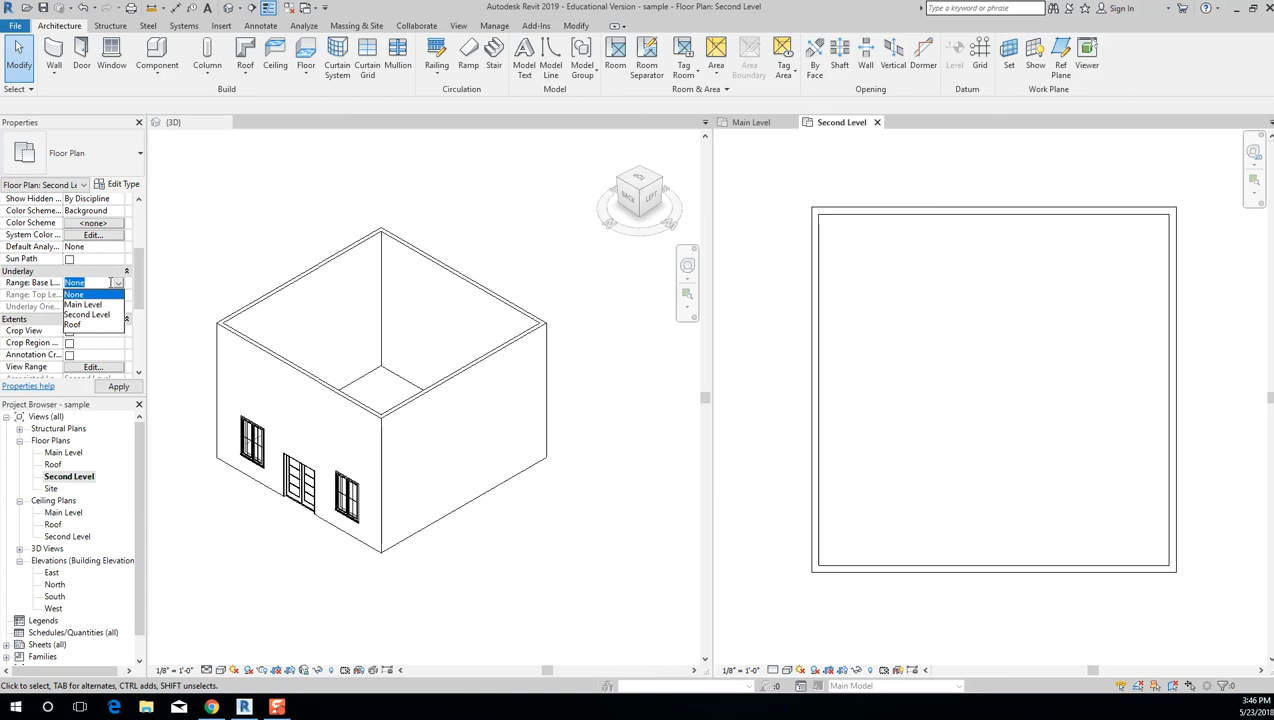 Autodesk Revit 2019 - Educational Version - sample - Floor Plan: Second Level
Type a keyword or phrase
Sign In
File Architecture Structure Systems Steel Insert Annotate Analyze Massing & Site Collaborate View Manage Add-Ins Modify
Modify Wall Door Window Component Column Roof Ceiling Floor Curtain System Curtain Grid Mullion Railing Ramp Stair Model Text Model Line Model Group Room Room Separator Tag Room Area Area Boundary Tag Area By Face Shaft Wall Vertical Dormer Level Grid Set Show Ref Plane Viewer
Select Build Circulation Model Room & Area Opening Datum Work Plane
Properties
{3D}
Main Level
Second Level
Floor Plan
Floor Plan: Second Le
Edit Type
Show Hidden ... By Discipline
Color Scheme... Background
Color Scheme <none>
System Color ... Edit...
Default Analy... None
Sun Path
Underlay
Range: Base L... None
Range: Top Le... None
Underlay Orie... Main Level
Second Level
Extents
Roof
Crop View
Crop Region ...
Annotation Cr...
View Range Edit...
Properties help Apply
Project Browser - sample
Views (all)
Structural Plans
Floor Plans
Main Level
Roof
Second Level
Site
Ceiling Plans
Main Level
Roof
Second Level
3D Views
Elevations (Building Elevation
East
North
South
West
Legends
Schedules/Quantities (all)
Sheets (all)
Families
TOP
BACK LEFT
1/8" = 1'-0"
1/8" = 1'-0"
Click to select, TAB for alternates, CTRL adds, SHIFT unselects.
:0
Main Model
:0
3:46 PM
5/23/2018